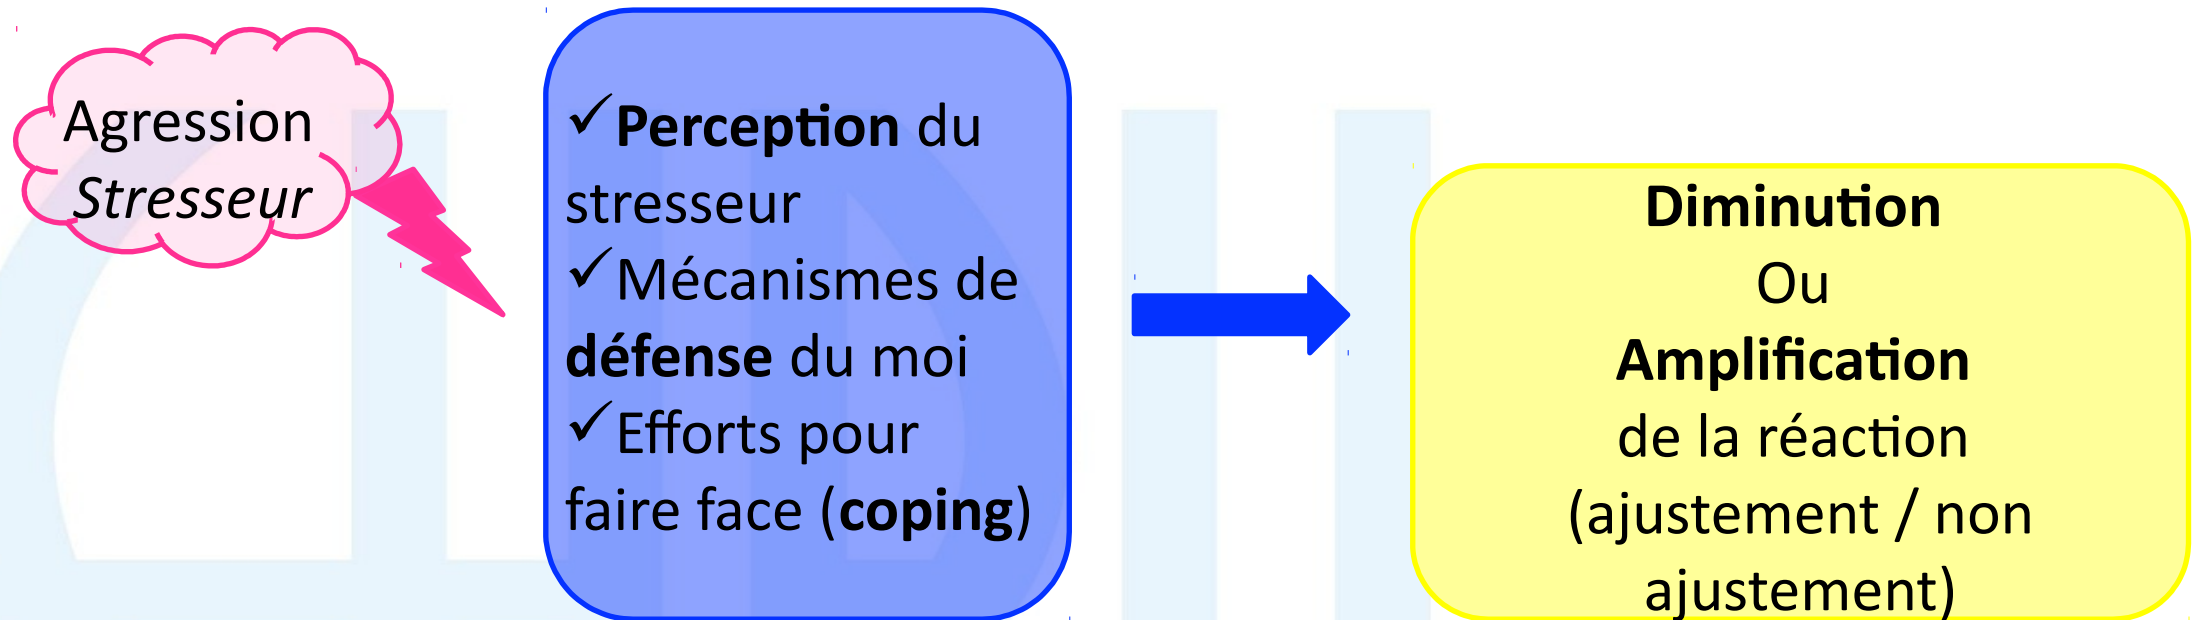 Agression
Stresseur
✓Perception du
stresseur
✓Mécanismes de
défense du moi
✓Efforts pour
faire face (coping)
Diminution
Ou
Amplification
de la réaction
(ajustement / non
ajustement)